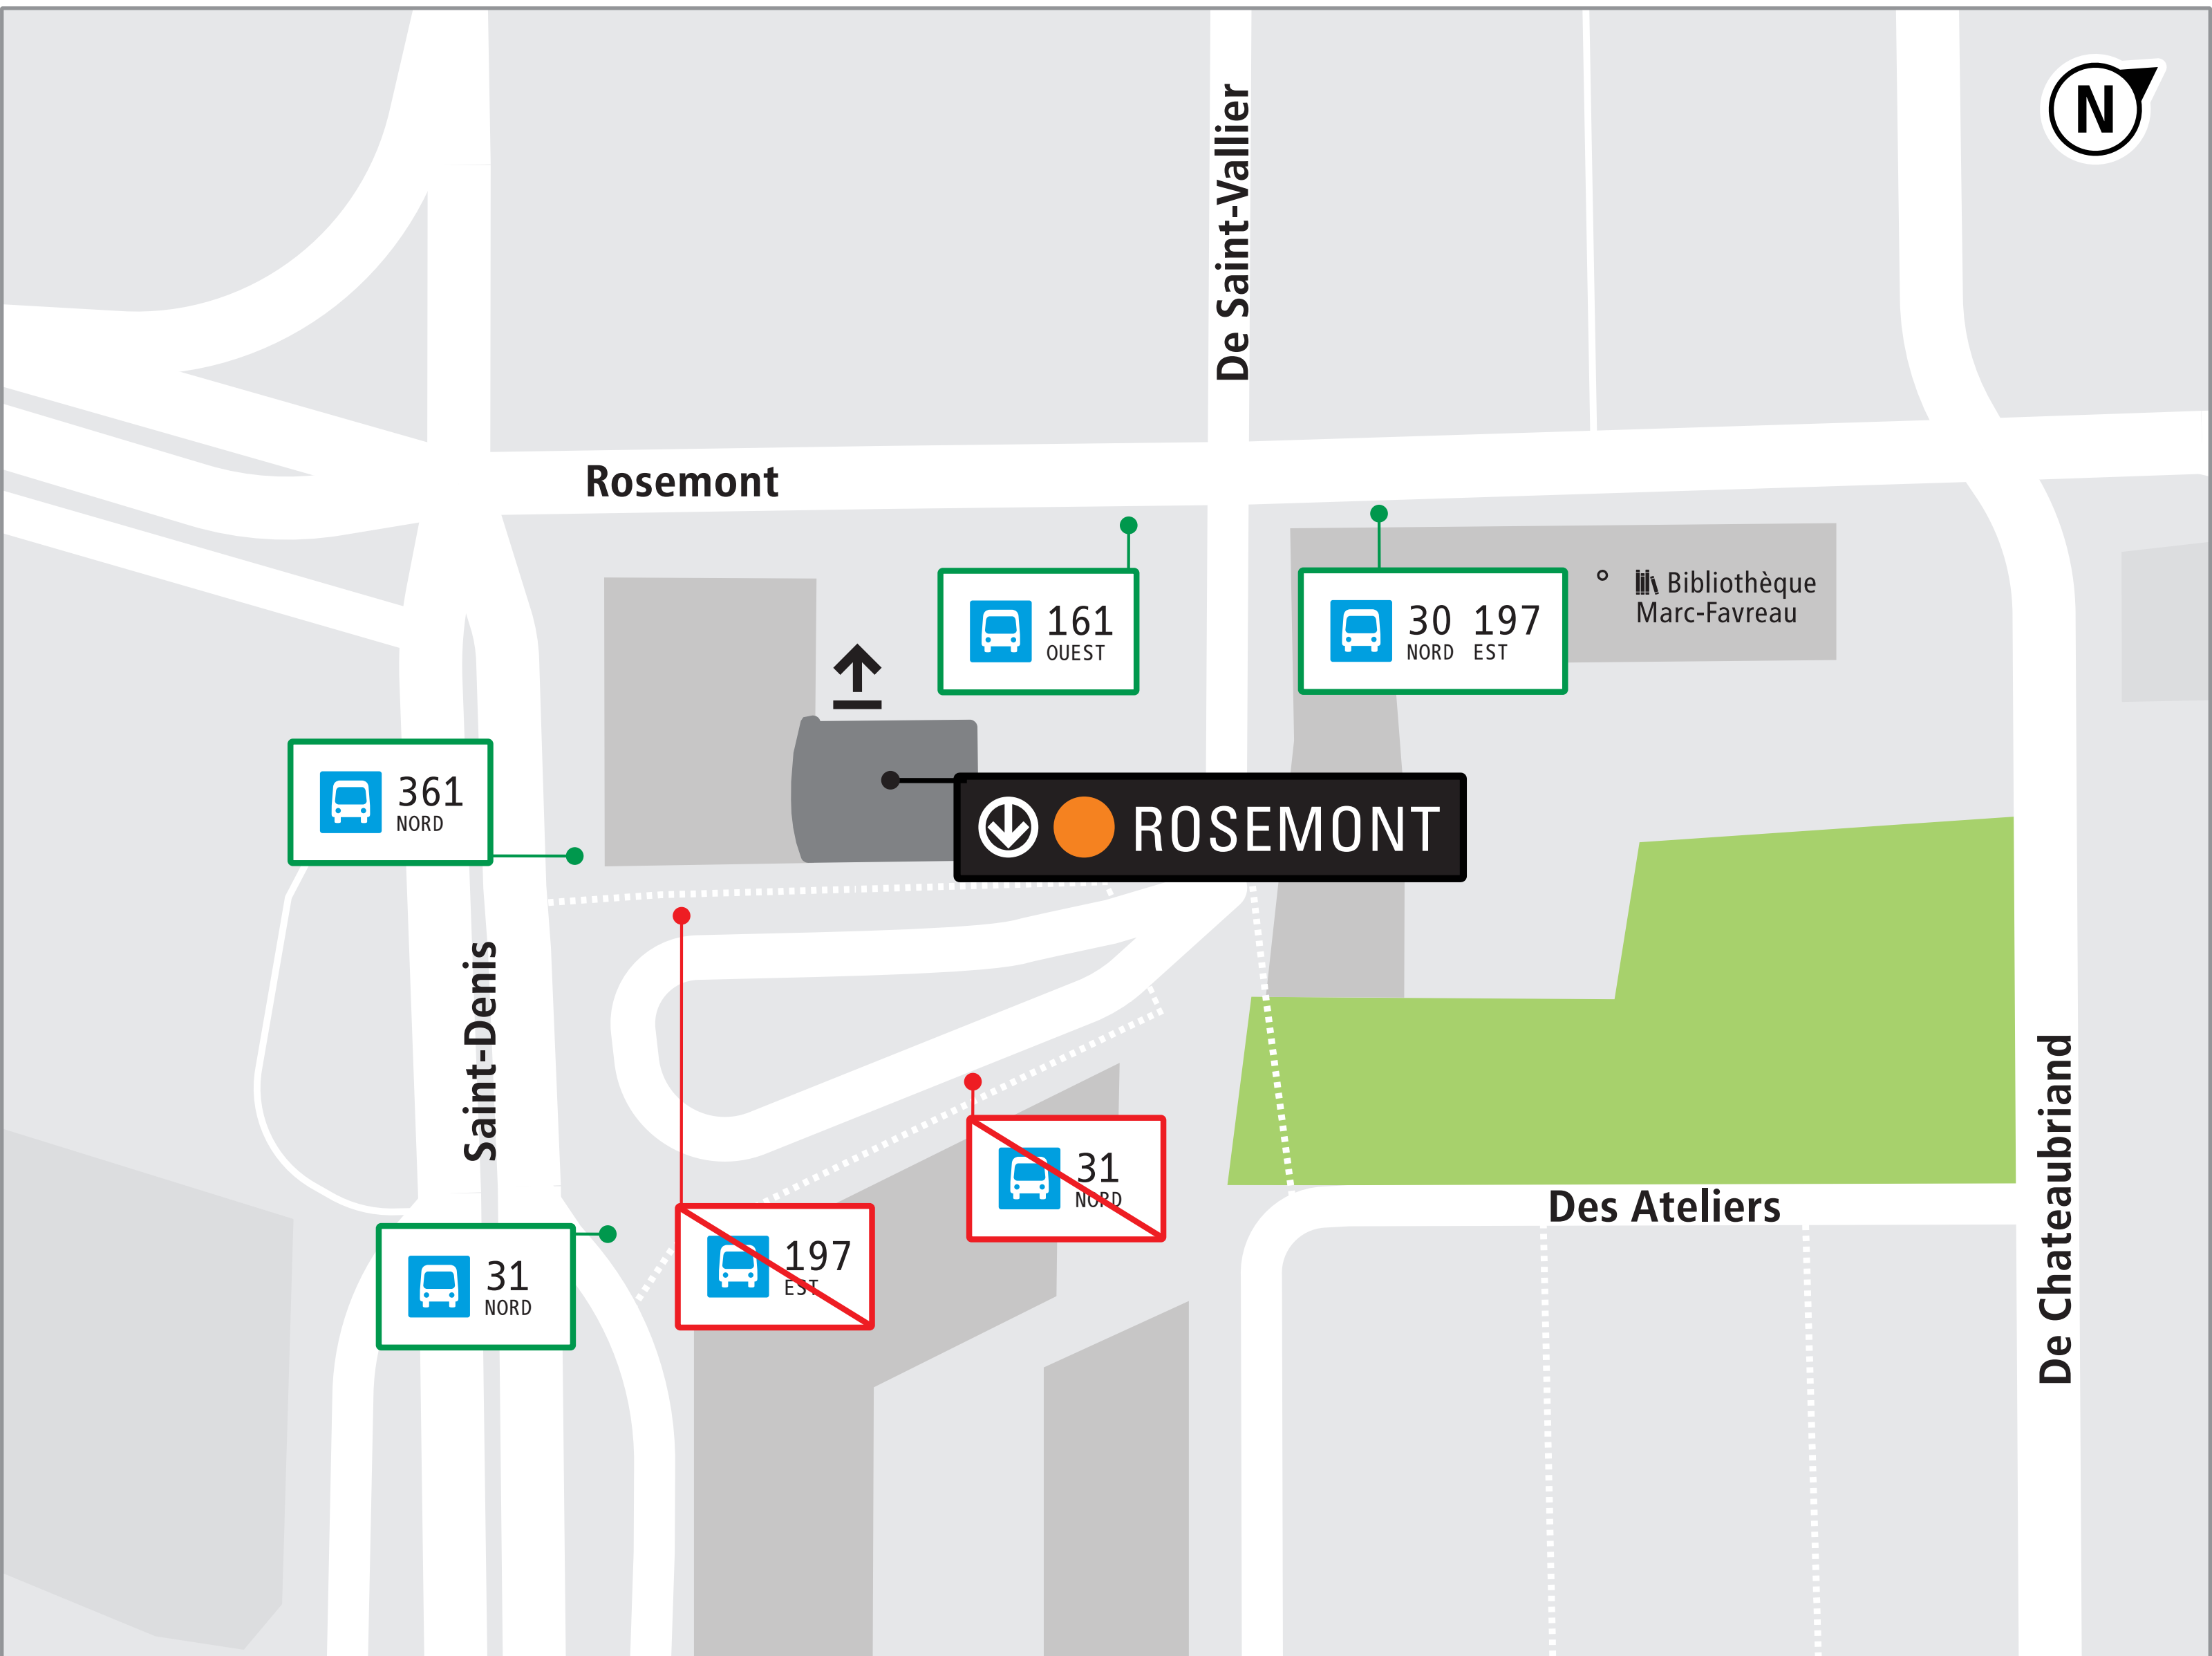 N
De Saint-Vallier
Rosemont
161
OUEST
30 197
NORD EST
Bibliothèque
Marc-Favreau
361
NORD
ROSEMONT
Saint-Denis
31
NORD
197
EST
31
NORD
Des Ateliers
De Chateaubriand